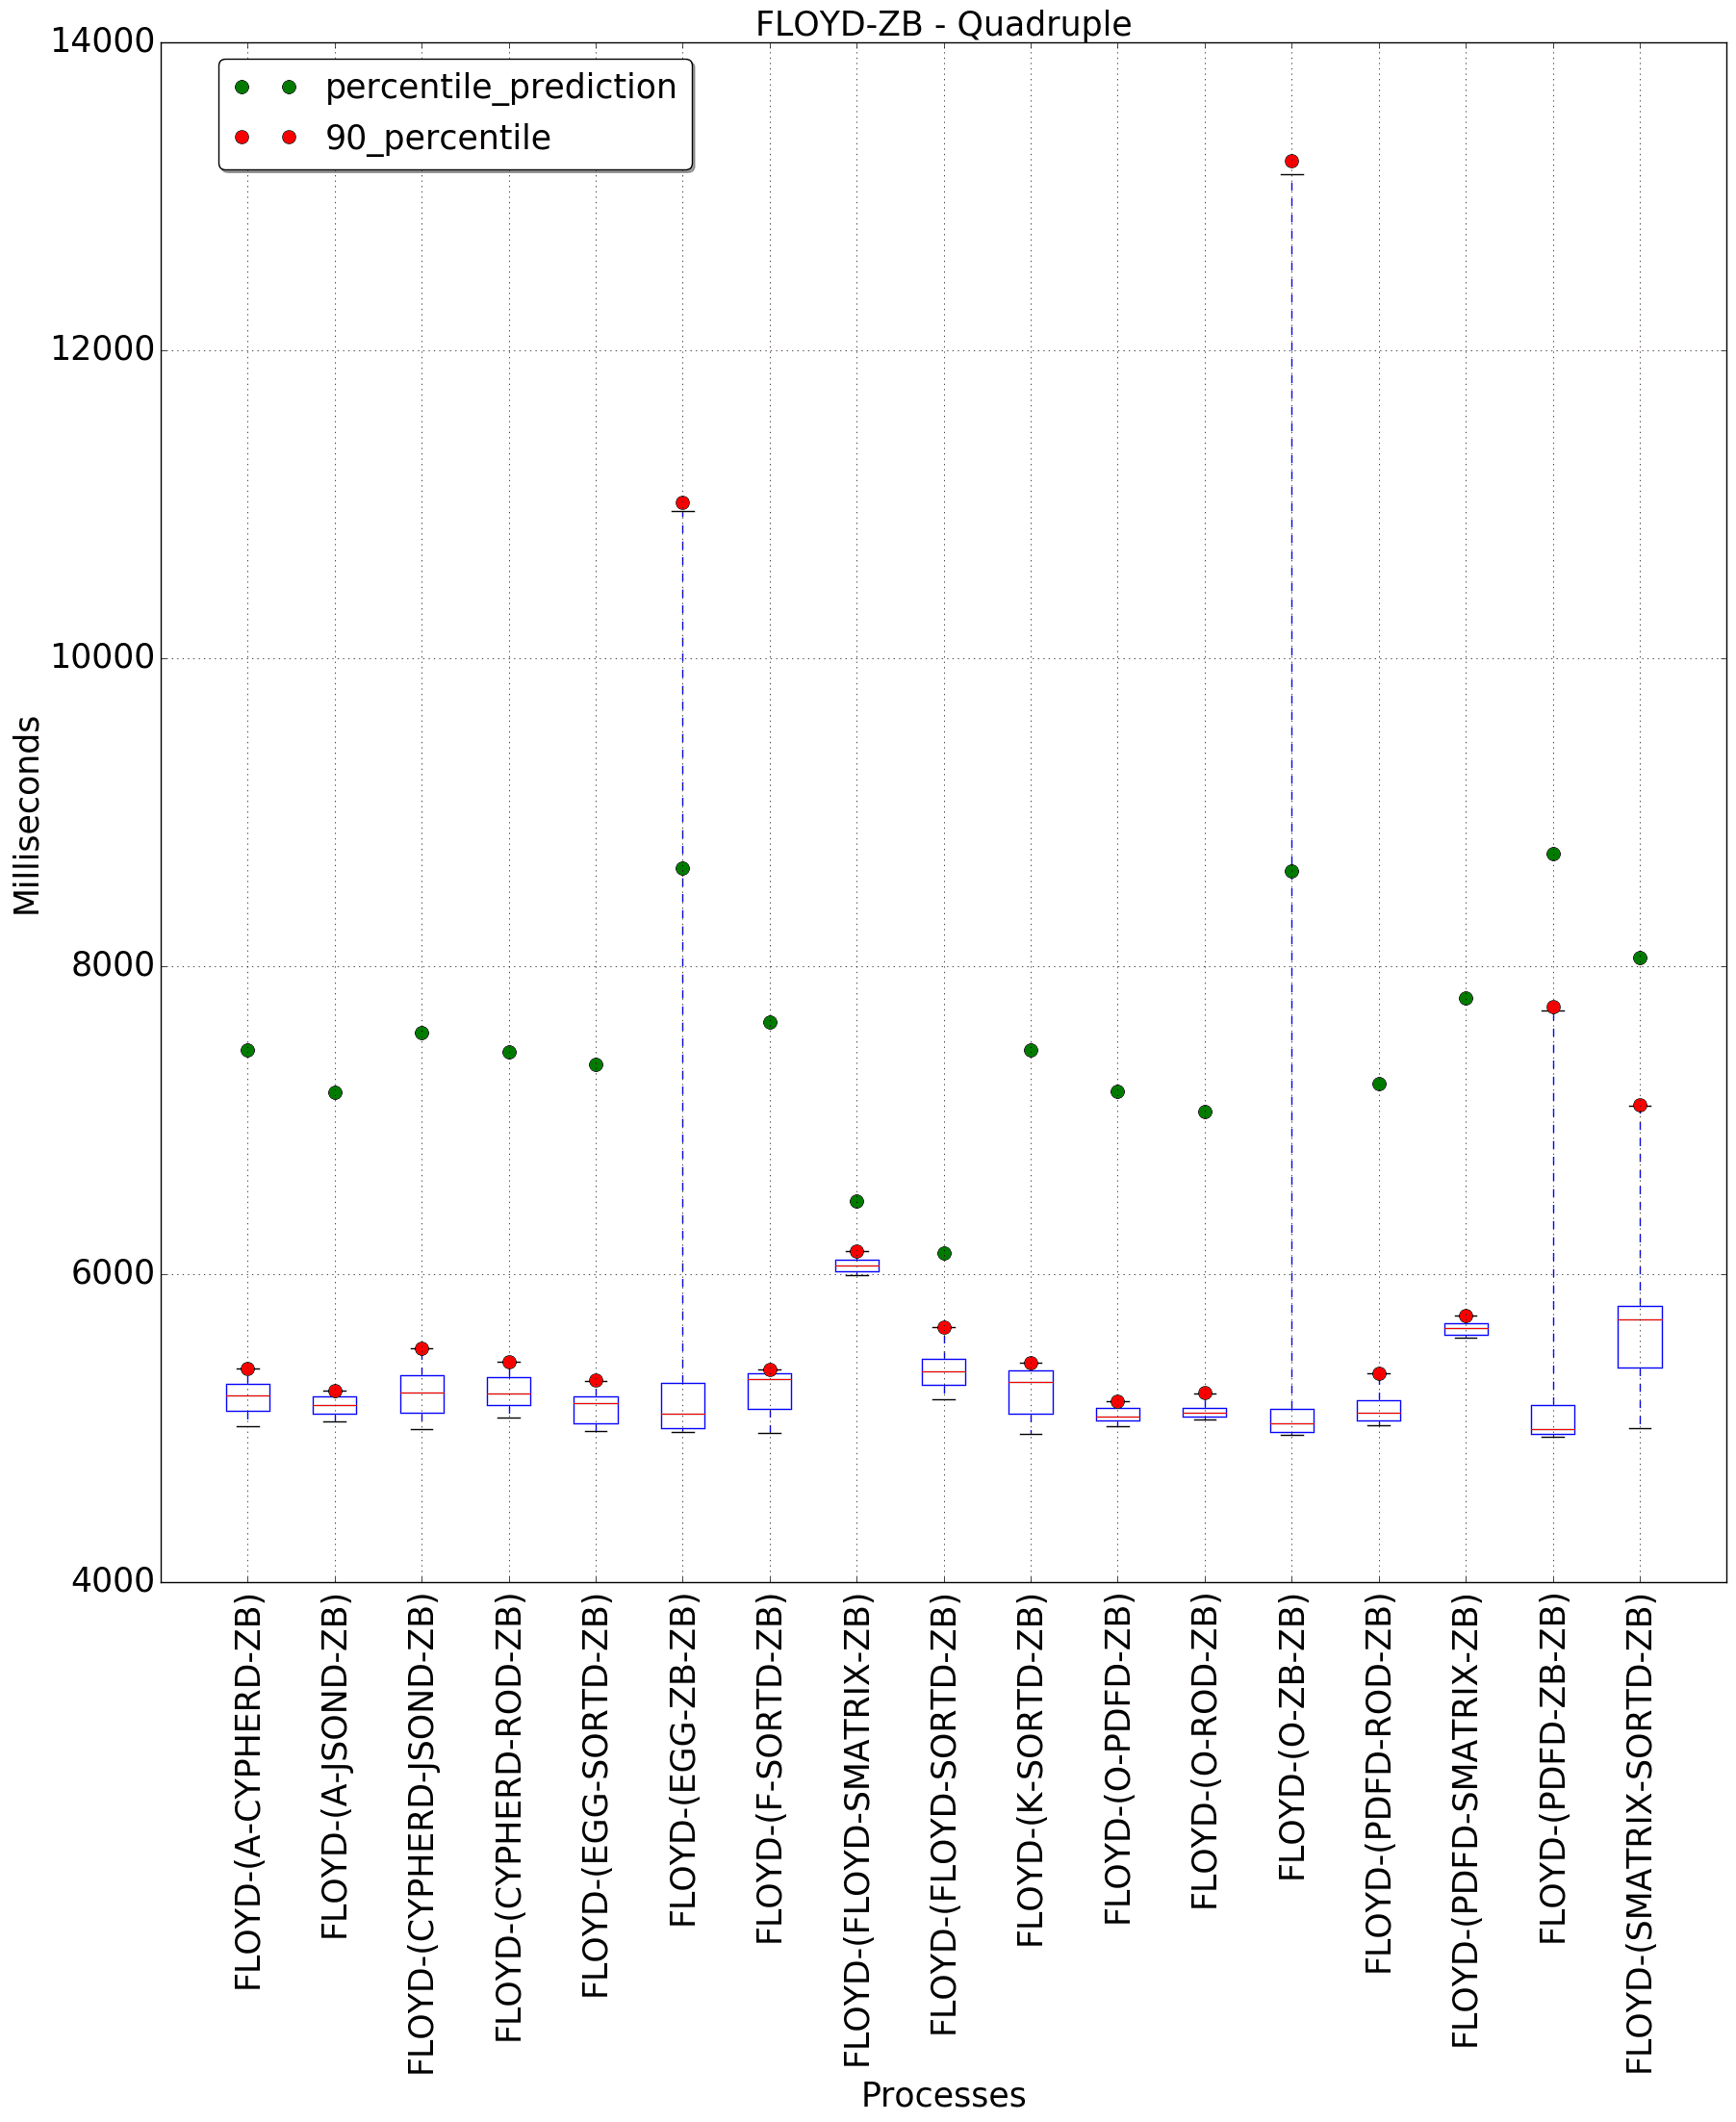 FLOYD-ZB - Quadruple
percentile_prediction
90_percentile
14000
12000
10000
8000
6000
4000
Milliseconds
FLOYD-(A-CYPHERD-ZB)
FLOYD-(A-JSOND-ZB)
FLOYD-(CYPHERD-JSOND-ZB)
FLOYD-(CYPHERD-ROD-ZB)
FLOYD-(EGG-SORTD-ZB)
FLOYD-(EGG-ZB-ZB)
FLOYD-(F-SORTD-ZB)
FLOYD-(FLOYD-SMATRIX-ZB)
FLOYD-(FLOYD-SORTD-ZB)
FLOYD-(K-SORTD-ZB)
FLOYD-(O-PDFD-ZB)
FLOYD-(O-ROD-ZB)
FLOYD-(O-ZB-ZB)
FLOYD-(PDFD-ROD-ZB)
FLOYD-(PDFD-SMATRIX-ZB)
FLOYD-(PDFD-ZB-ZB)
FLOYD-(SMATRIX-SORTD-ZB)
Processes